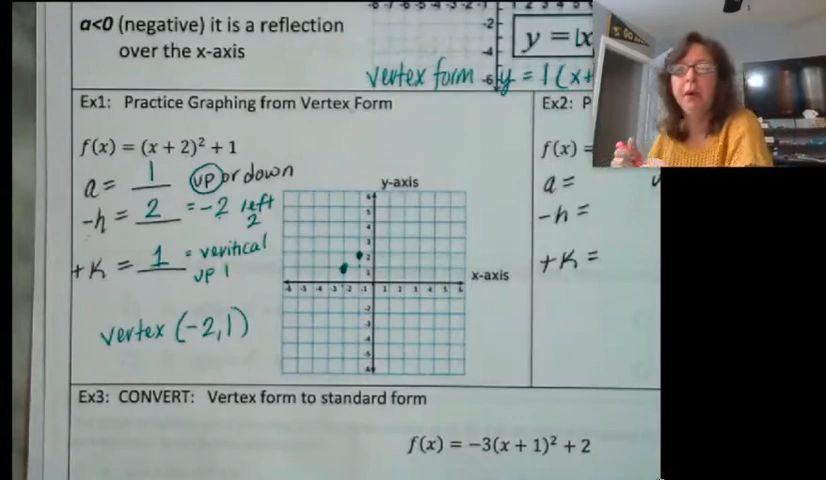 a<0 (negative) it is a reflection
over the x-axis
y =
vertex form y = 1(x+
Ex1: Practice Graphing from Vertex Form
f(x) = (x + 2)² + 1
a = 1 up or down
-h = 2 = -2 left 2
+K = 1 = veritical
up 1
vertex (-2,1)
y-axis
x-axis
Ex2: P
f(x) =
a =
-h =
+K =
Ex3: CONVERT: Vertex form to standard form
f(x) = −3(x + 1)² + 2